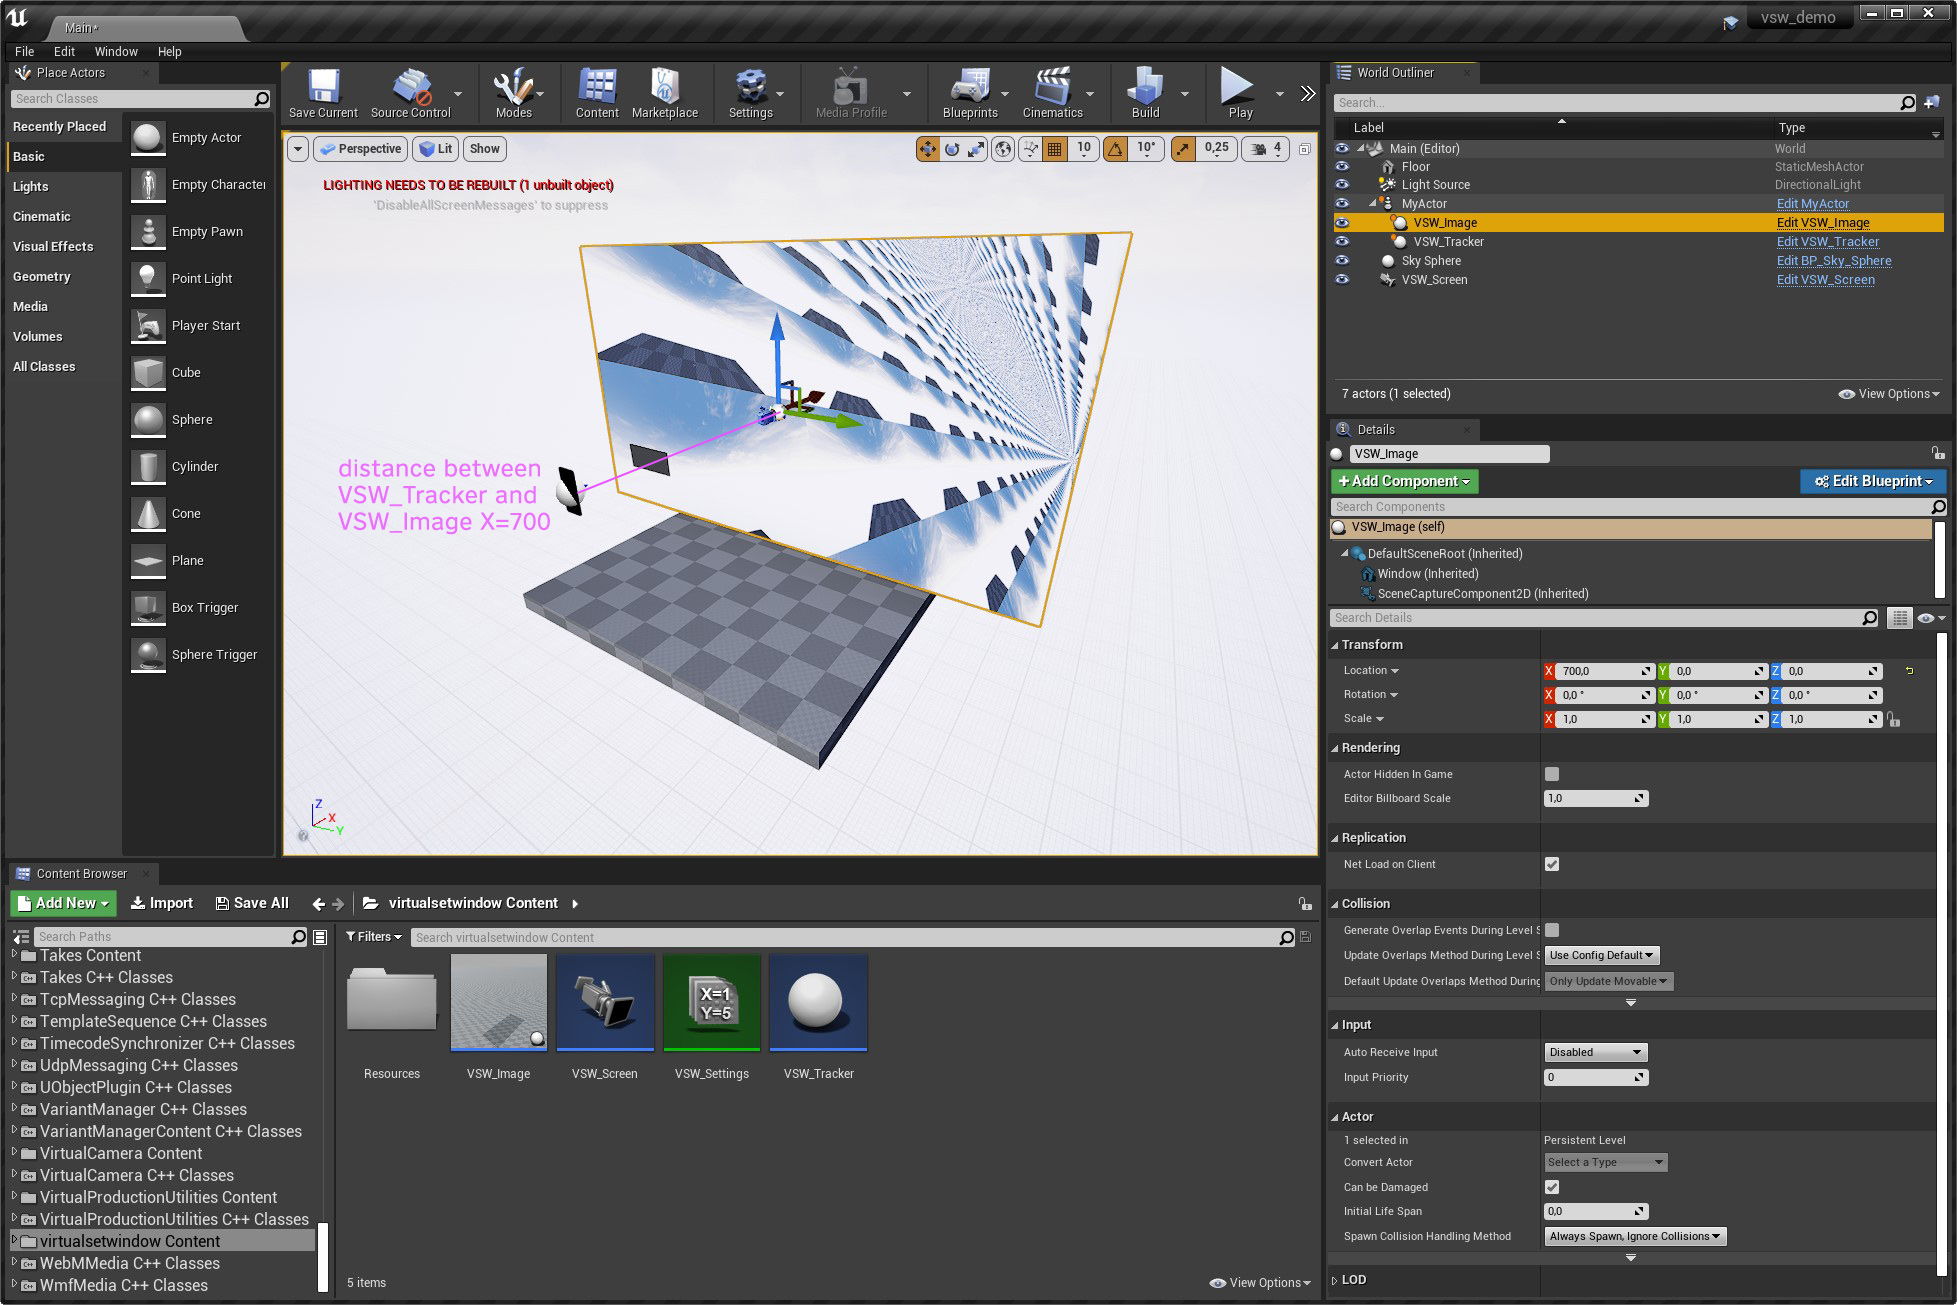 Main*
vsw_demo
File Edit Window Help
Place Actors
Search Classes
Recently Placed
Basic
Lights
Cinematic
Visual Effects
Geometry
Media
Volumes
All Classes
Empty Actor
Empty Character
Empty Pawn
Point Light
Player Start
Cube
Sphere
Cylinder
Cone
Plane
Box Trigger
Sphere Trigger
Save Current
Source Control
Modes
Content
Marketplace
Settings
Media Profile
Blueprints
Cinematics
Build
Play
Perspective
Lit
Show
10
10°
0,25
4
LIGHTING NEEDS TO BE REBUILT (1 unbuilt object)
'DisableAllScreenMessages' to suppress
distance between
VSW_Tracker and
VSW_Image X=700
Z
X
Y
World Outliner
Search...
Label Type
Main (Editor) World
Floor StaticMeshActor
Light Source DirectionalLight
MyActor Edit MyActor
VSW_Image Edit VSW_Image
VSW_Tracker Edit VSW_Tracker
Sky Sphere Edit BP_Sky_Sphere
VSW_Screen Edit VSW_Screen
7 actors (1 selected)
View Options
Details
VSW_Image
+Add Component
Edit Blueprint
Search Components
VSW_Image (self)
DefaultSceneRoot (Inherited)
Window (Inherited)
SceneCaptureComponent2D (Inherited)
Search Details
Transform
Location X 700,0 Y 0,0 Z 0,0
Rotation X 0,0 ° Y 0,0 ° Z 0,0 °
Scale X 1,0 Y 1,0 Z 1,0
Rendering
Actor Hidden In Game
Editor Billboard Scale 1,0
Replication
Net Load on Client
Collision
Generate Overlap Events During Level S
Update Overlaps Method During Level S Use Config Default
Default Update Overlaps Method During Only Update Movable
Input
Auto Receive Input Disabled
Input Priority 0
Actor
1 selected in Persistent Level
Convert Actor Select a Type
Can be Damaged
Initial Life Span 0,0
Spawn Collision Handling Method Always Spawn, Ignore Collisions
LOD
Content Browser
Add New
Import
Save All
virtualsetwindow Content
Search Paths
Takes Content
Takes C++ Classes
TcpMessaging C++ Classes
TemplateSequence C++ Classes
TimecodeSynchronizer C++ Classes
UdpMessaging C++ Classes
UObjectPlugin C++ Classes
VariantManager C++ Classes
VariantManagerContent C++ Classes
VirtualCamera Content
VirtualCamera C++ Classes
VirtualProductionUtilities Content
VirtualProductionUtilities C++ Classes
virtualsetwindow Content
WebMMedia C++ Classes
WmfMedia C++ Classes
Filters
Search virtualsetwindow Content
X=1
Y=5
Resources
VSW_Image
VSW_Screen
VSW_Settings
VSW_Tracker
5 items
View Options